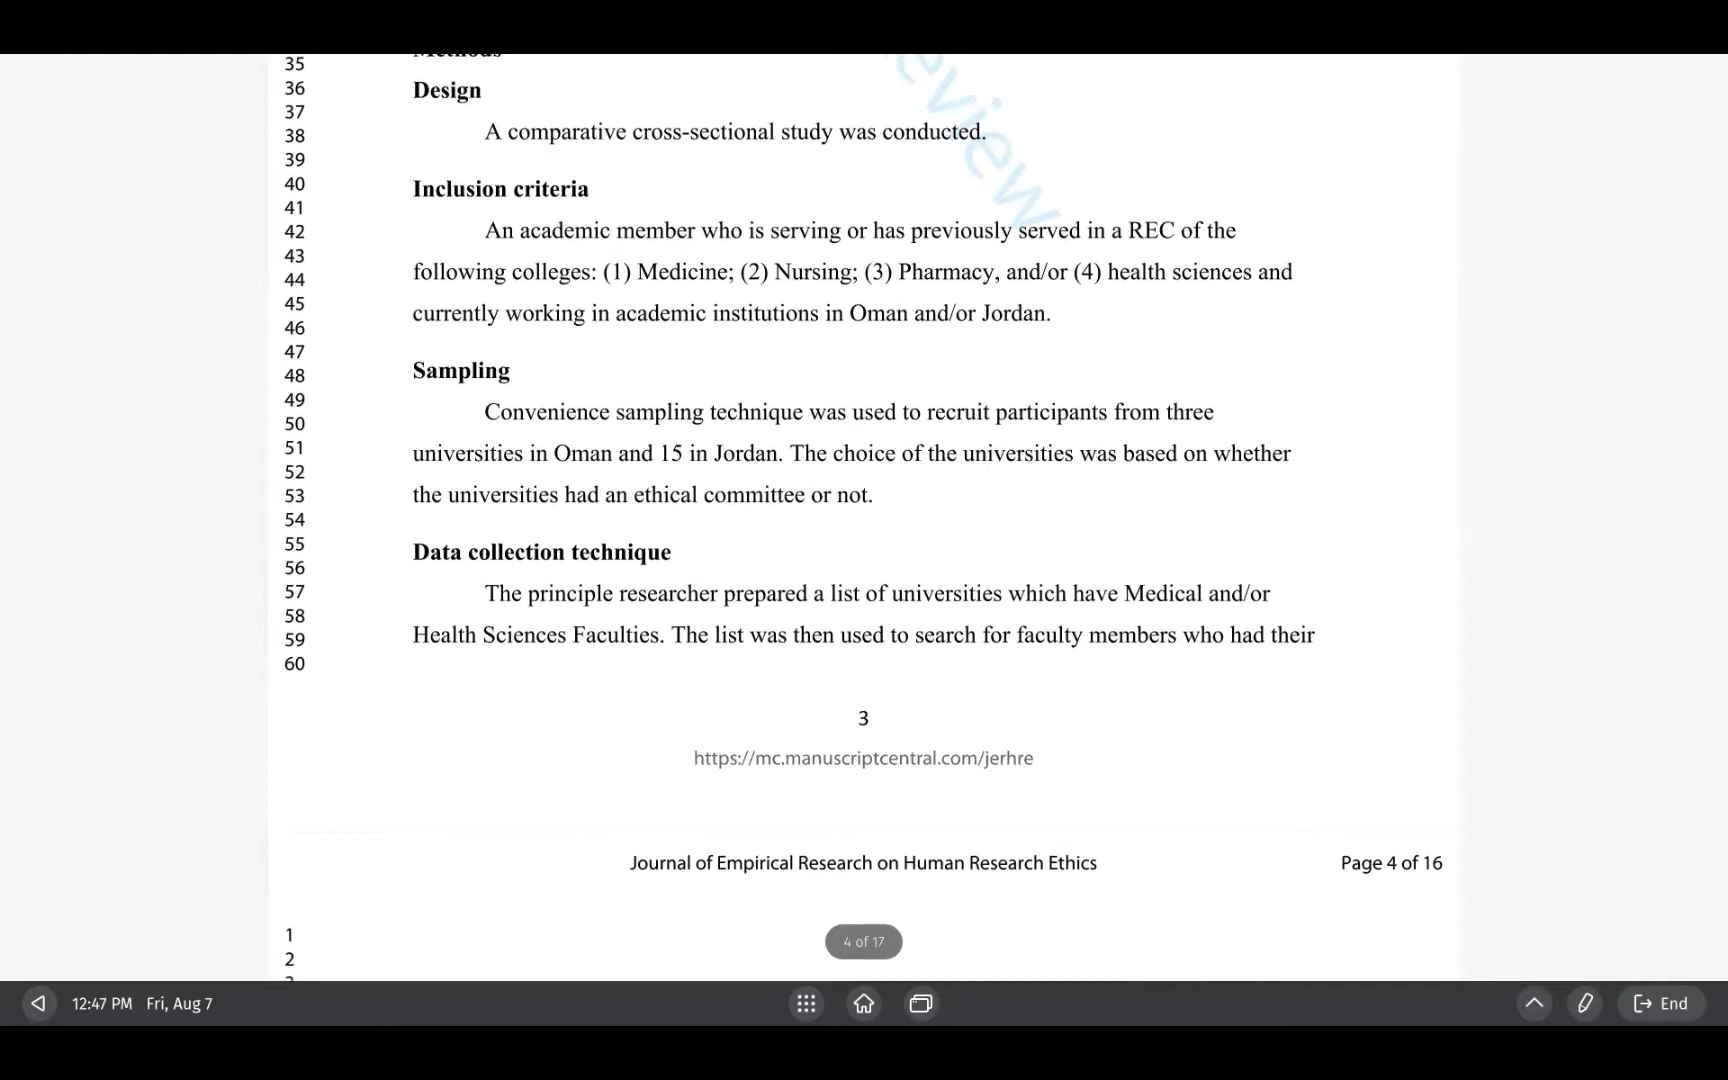 Methods
35
36
Design
37
38
A comparative cross-sectional study was conducted.
39
40
Inclusion criteria
41
42
An academic member who is serving or has previously served in a REC of the
43
44
following colleges: (1) Medicine; (2) Nursing; (3) Pharmacy, and/or (4) health sciences and
45
currently working in academic institutions in Oman and/or Jordan.
46
47
48
Sampling
49
50
Convenience sampling technique was used to recruit participants from three
51
universities in Oman and 15 in Jordan. The choice of the universities was based on whether
52
53
the universities had an ethical committee or not.
54
55
Data collection technique
56
57
The principle researcher prepared a list of universities which have Medical and/or
58
59
Health Sciences Faculties. The list was then used to search for faculty members who had their
60
eview
3
https://mc.manuscriptcentral.com/jerhre
Journal of Empirical Research on Human Research Ethics
Page 4 of 16
1
4 of 17
2
12:47 PM Fri, Aug 7
End